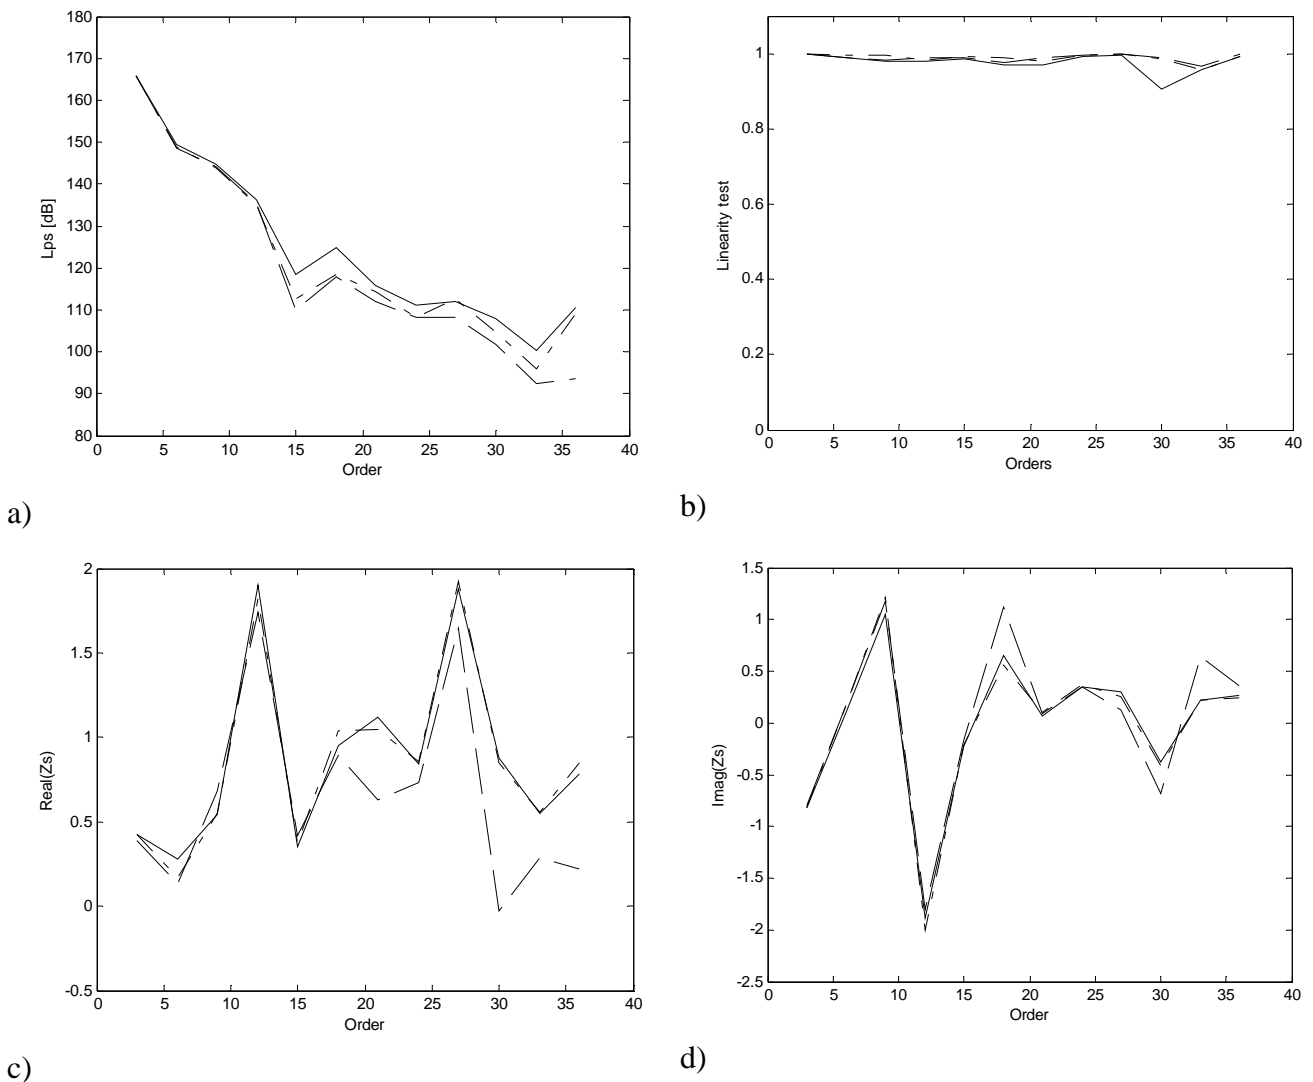 180
170
160
150
140
130
120
110
100
90
80
Lps [dB]
0 5 10 15 20 25 30 35 40
Order
a)
1
0.8
0.6
0.4
0.2
0
Linearity test
0 5 10 15 20 25 30 35 40
Orders
b)
2
1.5
1
0.5
0
-0.5
Real(Zs)
0 5 10 15 20 25 30 35 40
Order
c)
1.5
1
0.5
0
-0.5
-1
-1.5
-2
-2.5
Imag(Zs)
0 5 10 15 20 25 30 35 40
Order
d)